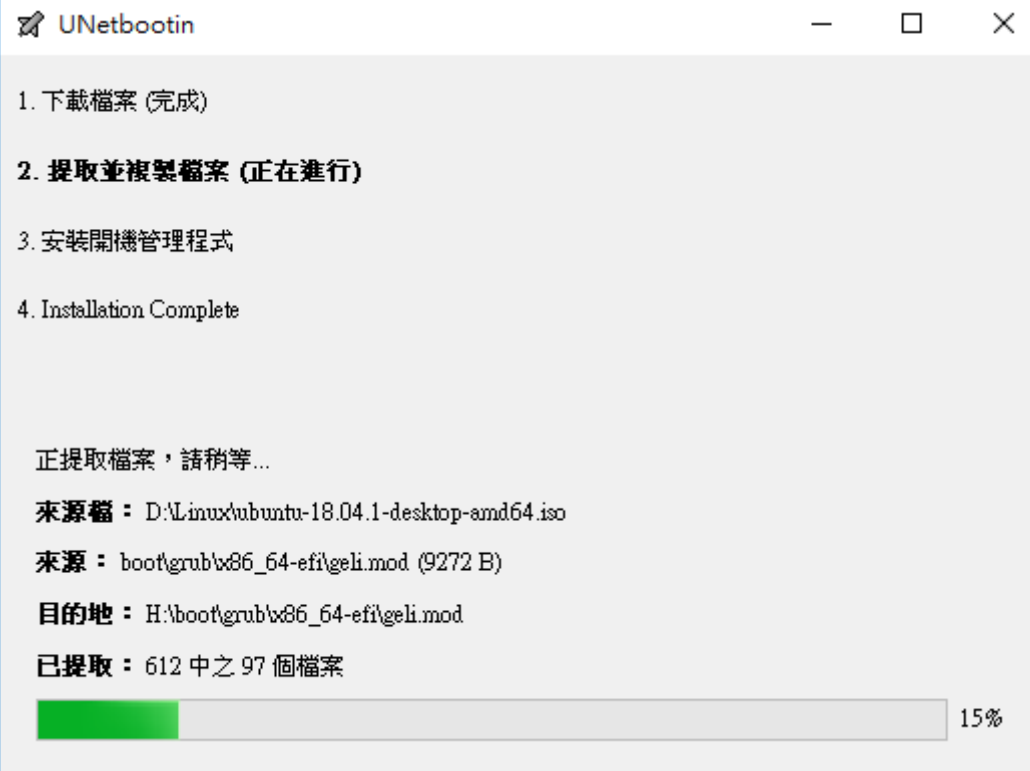 UNetbootin
1. 下載檔案 (完成)
2. 提取並複製檔案 (正在進行)
3. 安裝開機管理程式
4. Installation Complete
正提取檔案，請稍等...
來源檔： D:\Linux\ubuntu-18.04.1-desktop-amd64.iso
來源： boot\grub\x86_64-efi\geli.mod (9272 B)
目的地： H:\boot\grub\x86_64-efi\geli.mod
已提取： 612 中之 97 個檔案
15%